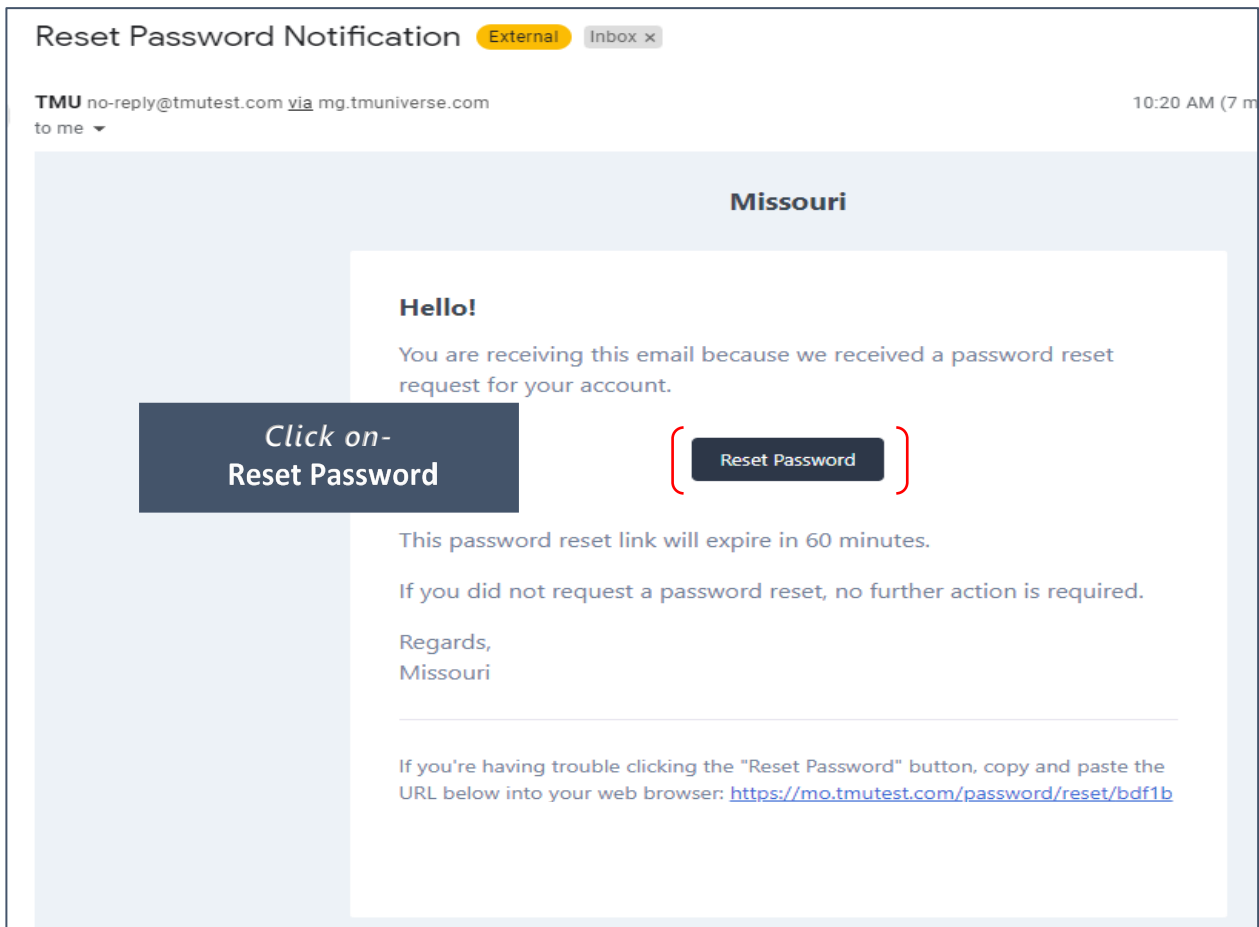 Reset Password Notification External Inbox ×
TMU no-reply@tmutest.com via mg.tmuniverse.com 10:20 AM (7 m
to me
Missouri
Hello!
You are receiving this email because we received a password reset
request for your account.
Click on-
Reset Password
Reset Password
This password reset link will expire in 60 minutes.
If you did not request a password reset, no further action is required.
Regards,
Missouri
If you're having trouble clicking the "Reset Password" button, copy and paste the
URL below into your web browser: https://mo.tmutest.com/password/reset/bdf1b